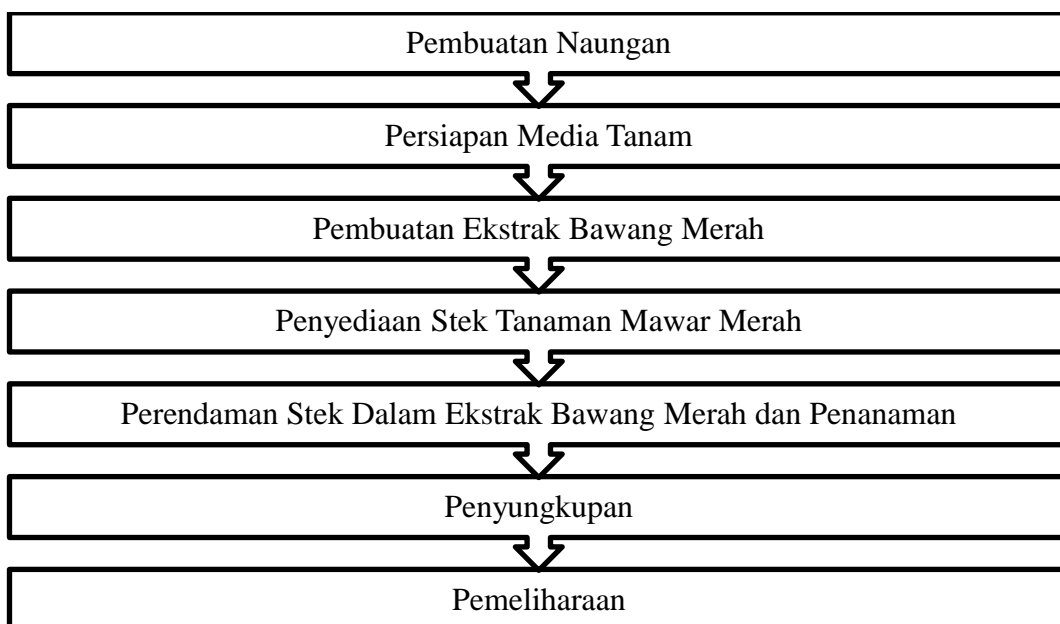 Pembuatan Naungan
Persiapan Media Tanam
Pembuatan Ekstrak Bawang Merah
Penyediaan Stek Tanaman Mawar Merah
Perendaman Stek Dalam Ekstrak Bawang Merah dan Penanaman
Penyungkupan
Pemeliharaan